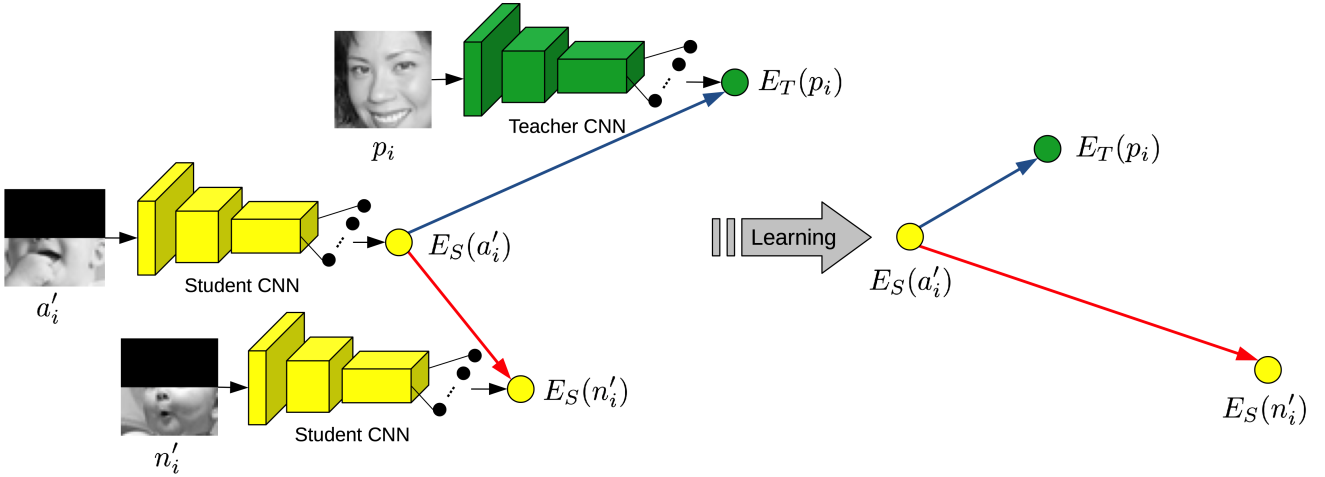 Teacher CNN
E_T(p_i)
p_i
E_T(p_i)
E_S(a′_i)
Learning
Student CNN
E_S(a′_i)
a′_i
E_S(n′_i)
E_S(n′_i)
Student CNN
n′_i